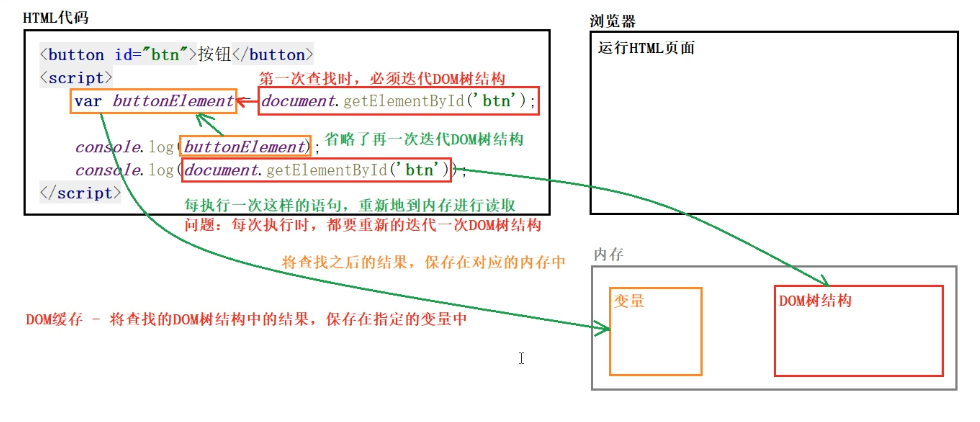 HTML代码
<button id="btn">按钮</button>
<script>
第一次查找时，必须迭代DOM树结构
var buttonElement = document.getElementById('btn');
省略了再一次迭代DOM树结构
console.log(buttonElement);
console.log(document.getElementById('btn'));
</script>
每执行一次这样的语句，重新地到内存进行读取
问题：每次执行时，都要重新的迭代一次DOM树结构
将查找之后的结果，保存在对应的内存中
DOM缓存 - 将查找的DOM树结构中的结果，保存在指定的变量中
浏览器
运行HTML页面
内存
变量
DOM树结构